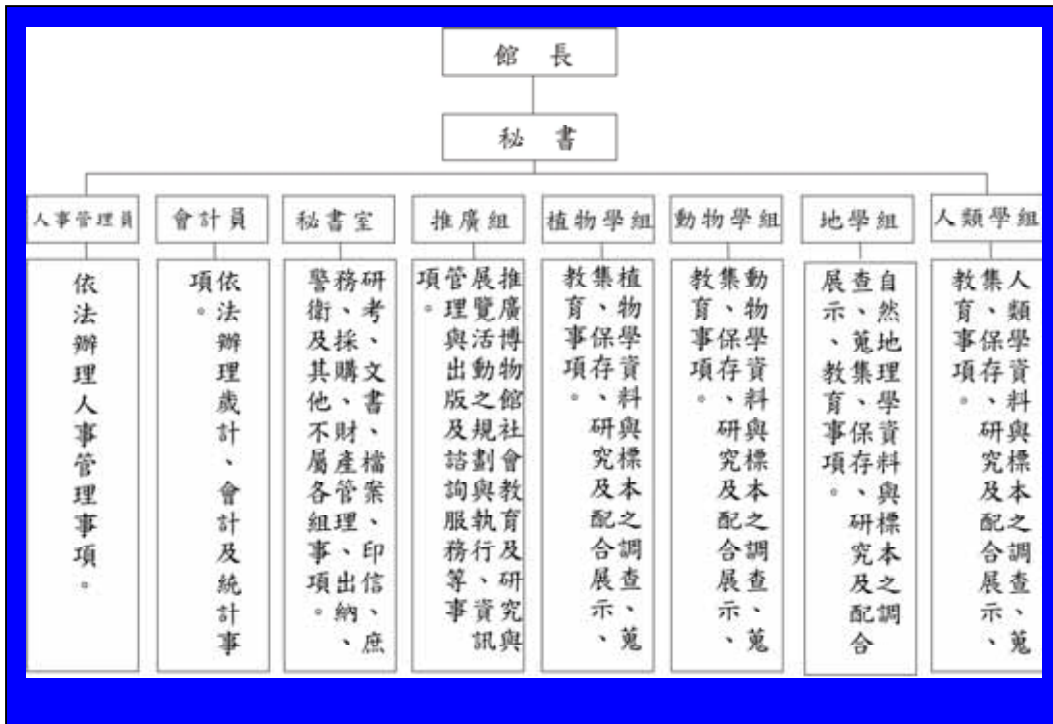 館長
秘書
人事管理員
會計員
秘書室
推廣組
植物學組
動物學組
地學組
人類學組
依法辦理人事管理事項。
依法辦理歲計、會計及統計事
項。
研考、文書、檔案、印信、庶
務、採購、財產管理、出納、
警衛及其他不屬各組事項。
推廣博物館社會教育及研究與
展覽活動之規劃與執行、資訊
管理與出版及諮詢服務等事
項。
植物學資料與標本之調查、蒐
集、保存、研究及配合展示、
教育事項。
動物學資料與標本之調查、蒐
集、保存、研究及配合展示、
教育事項。
自然地理學資料與標本之調
查、蒐集、保存、研究及配合
展示、教育事項。
人類學資料與標本之調查、蒐
集、保存、研究及配合展示、
教育事項。